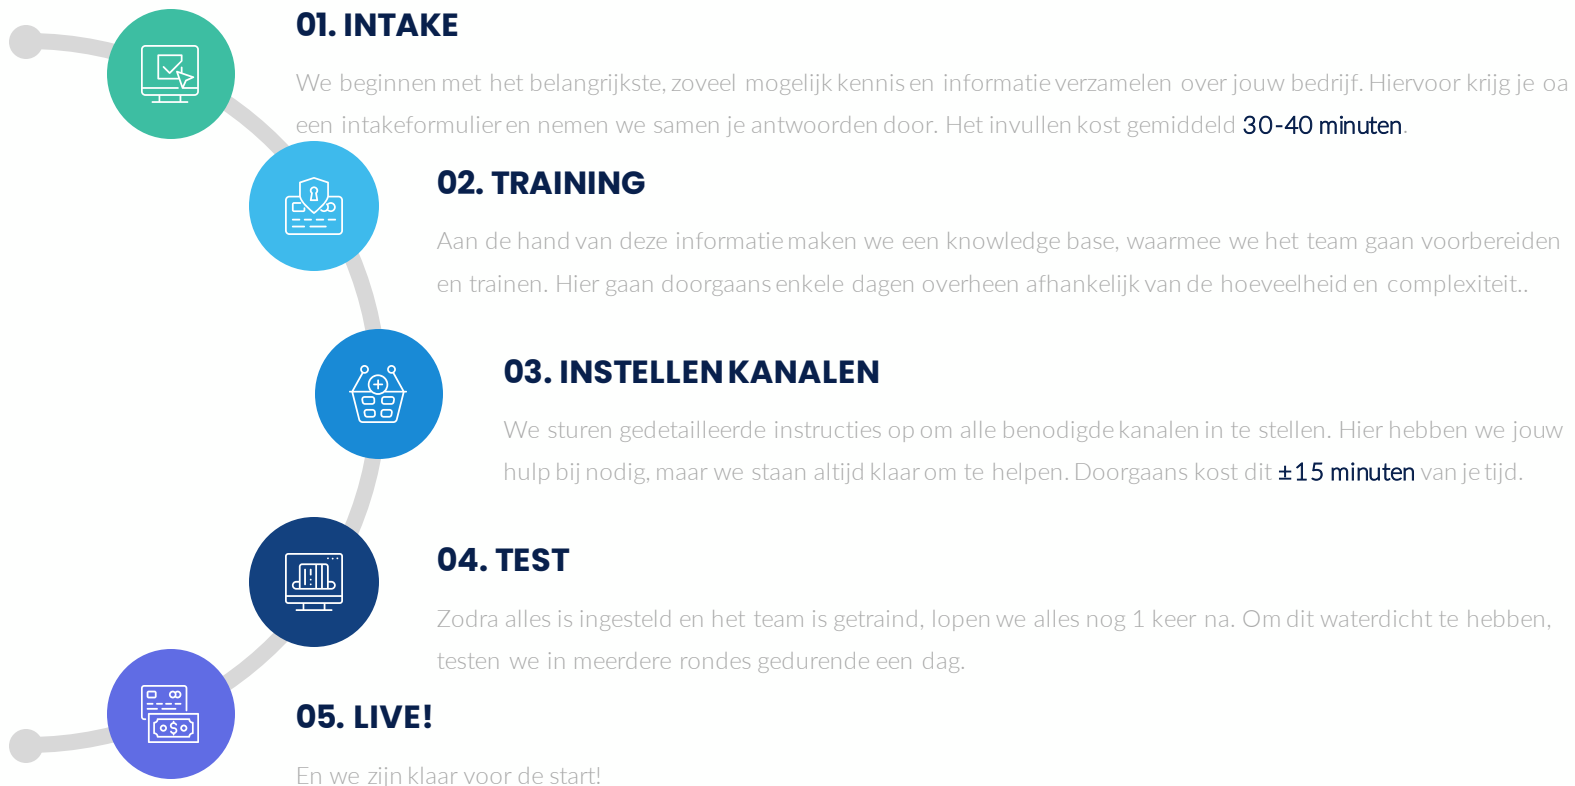 01. INTAKE
We beginnen met het belangrijkste, zoveel mogelijk kennis en informatie verzamelen over jouw bedrijf. Hiervoor krijg je oa
een intakeformulier en nemen we samen je antwoorden door. Het invullen kost gemiddeld 30-40 minuten.
02. TRAINING
Aan de hand van deze informatie maken we een knowledge base, waarmee we het team gaan voorbereiden
en trainen. Hier gaan doorgaans enkele dagen overheen afhankelijk van de hoeveelheid en complexiteit..
03. INSTELLEN KANALEN
We sturen gedetailleerde instructies op om alle benodigde kanalen in te stellen. Hier hebben we jouw
hulp bij nodig, maar we staan altijd klaar om te helpen. Doorgaans kost dit ±15 minuten van je tijd.
04. TEST
Zodra alles is ingesteld en het team is getraind, lopen we alles nog 1 keer na. Om dit waterdicht te hebben,
testen we in meerdere rondes gedurende een dag.
05. LIVE!
En we zijn klaar voor de start!